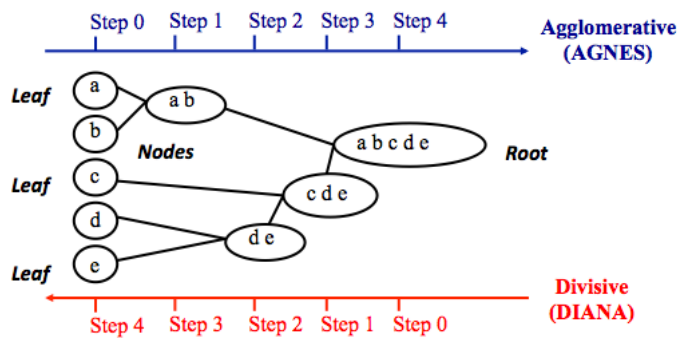 Step 0 Step 1 Step 2 Step 3 Step 4
Agglomerative
(AGNES)
Leaf
a
a b
b
Nodes
a b c d e
Root
Leaf
c
c d e
d
d e
Leaf
e
Divisive
(DIANA)
Step 4 Step 3 Step 2 Step 1 Step 0